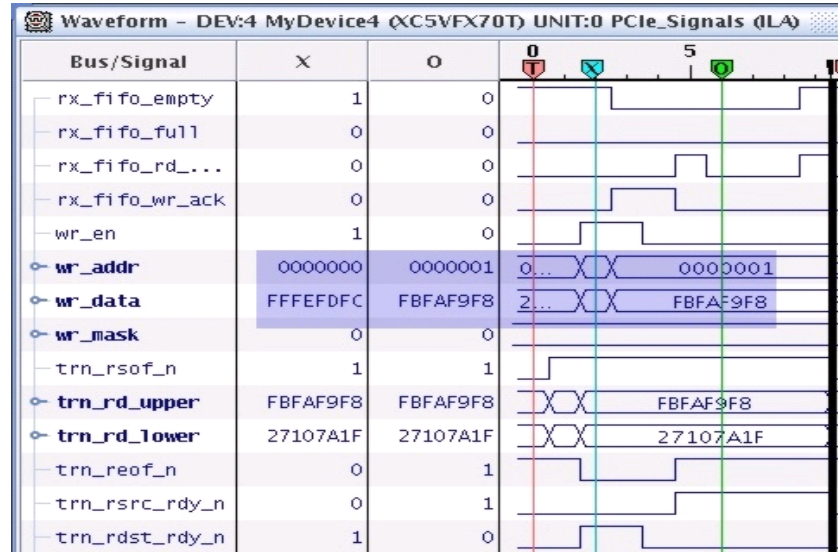 Waveform - DEV:4 MyDevice4 (XC5VFX70T) UNIT:0 PCIe_Signals (ILA)
Bus/Signal X O 0 5
T X O
rx_fifo_empty 1 0
rx_fifo_full 0 0
rx_fifo_rd_... 0 0
rx_fifo_wr_ack 0 0
wr_en 1 0
wr_addr 0000000 0000001 0... 0000001
wr_data FFFEFDFC FBFAF9F8 2... FBFAF9F8
wr_mask 0 0
trn_rsof_n 1 1
trn_rd_upper FBFAF9F8 FBFAF9F8 FBFAF9F8
trn_rd_lower 27107A1F 27107A1F 27107A1F
trn_reof_n 0 1
trn_rsrc_rdy_n 0 1
trn_rdst_rdy_n 1 0